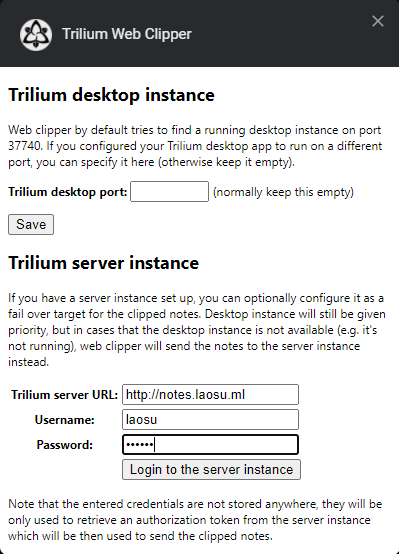 Trilium Web Clipper
Trilium desktop instance
Web clipper by default tries to find a running desktop instance on port
37740. If you configured your Trilium desktop app to run on a different
port, you can specify it here (otherwise keep it empty).
Trilium desktop port: (normally keep this empty)
Save
Trilium server instance
If you have a server instance set up, you can optionally configure it as a
fail over target for the clipped notes. Desktop instance will still be given
priority, but in cases that the desktop instance is not available (e.g. it's
not running), web clipper will send the notes to the server instance
instead.
Trilium server URL: http://notes.laosu.ml
Username: laosu
Password: ••••••
Login to the server instance
Note that the entered credentials are not stored anywhere, they will be
only used to retrieve an authorization token from the server instance
which will be then used to send the clipped notes.